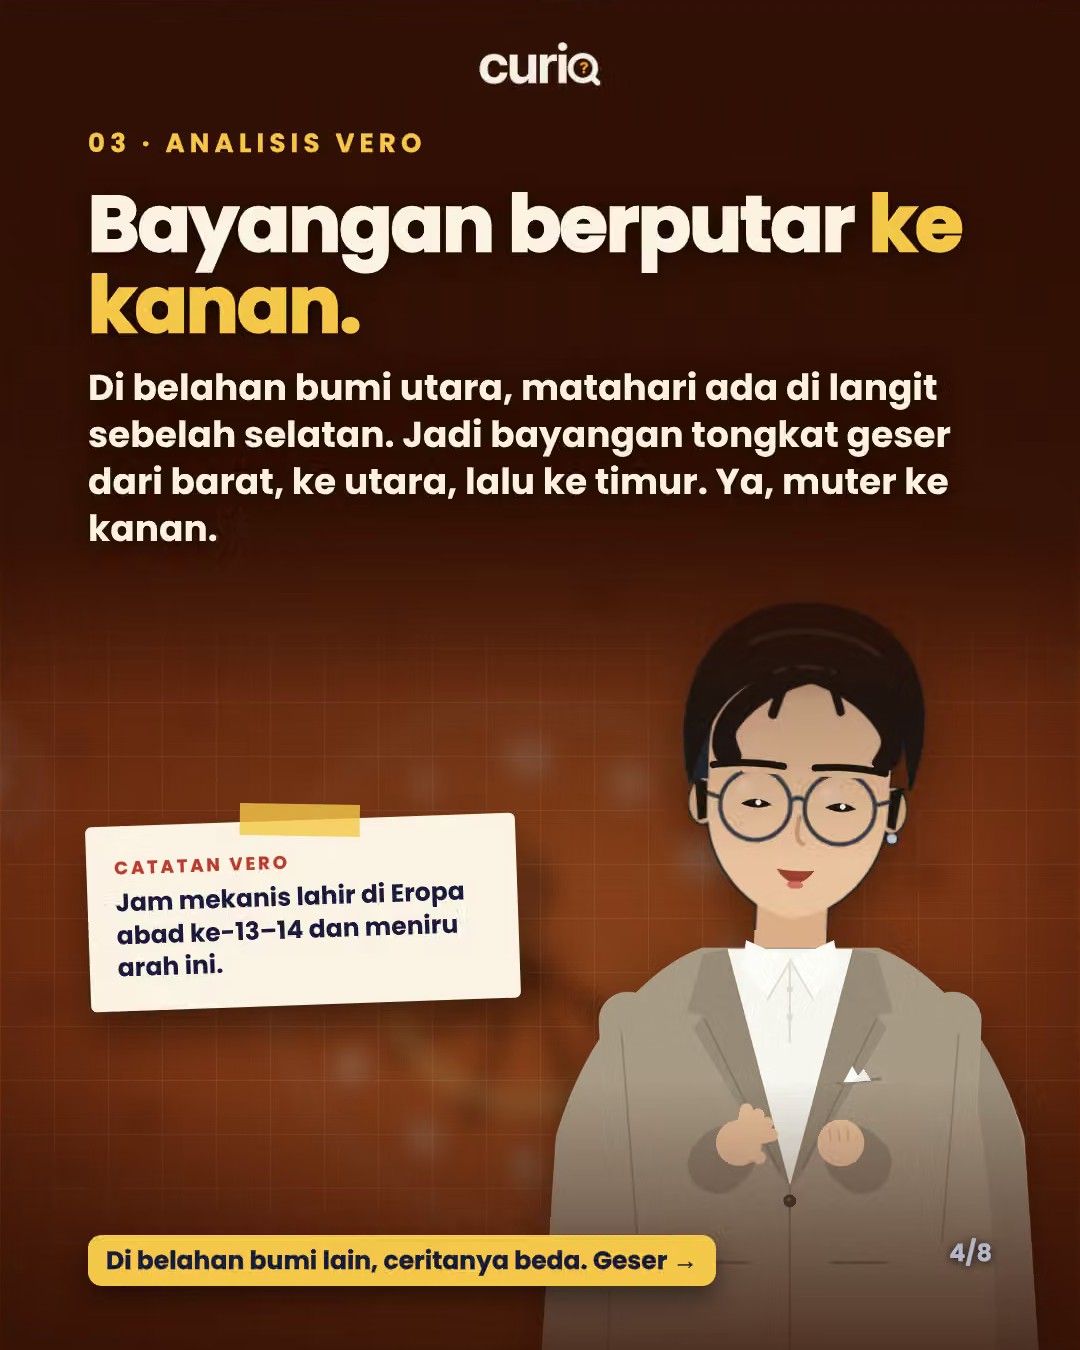 curio
03 · ANALISIS VERO
Bayangan berputar ke
kanan.
Di belahan bumi utara, matahari ada di langit
sebelah selatan. Jadi bayangan tongkat geser
dari barat, ke utara, lalu ke timur. Ya, muter ke
kanan.
CATATAN VERO
Jam mekanis lahir di Eropa
abad ke-13–14 dan meniru
arah ini.
Di belahan bumi lain, ceritanya beda. Geser →
4/8